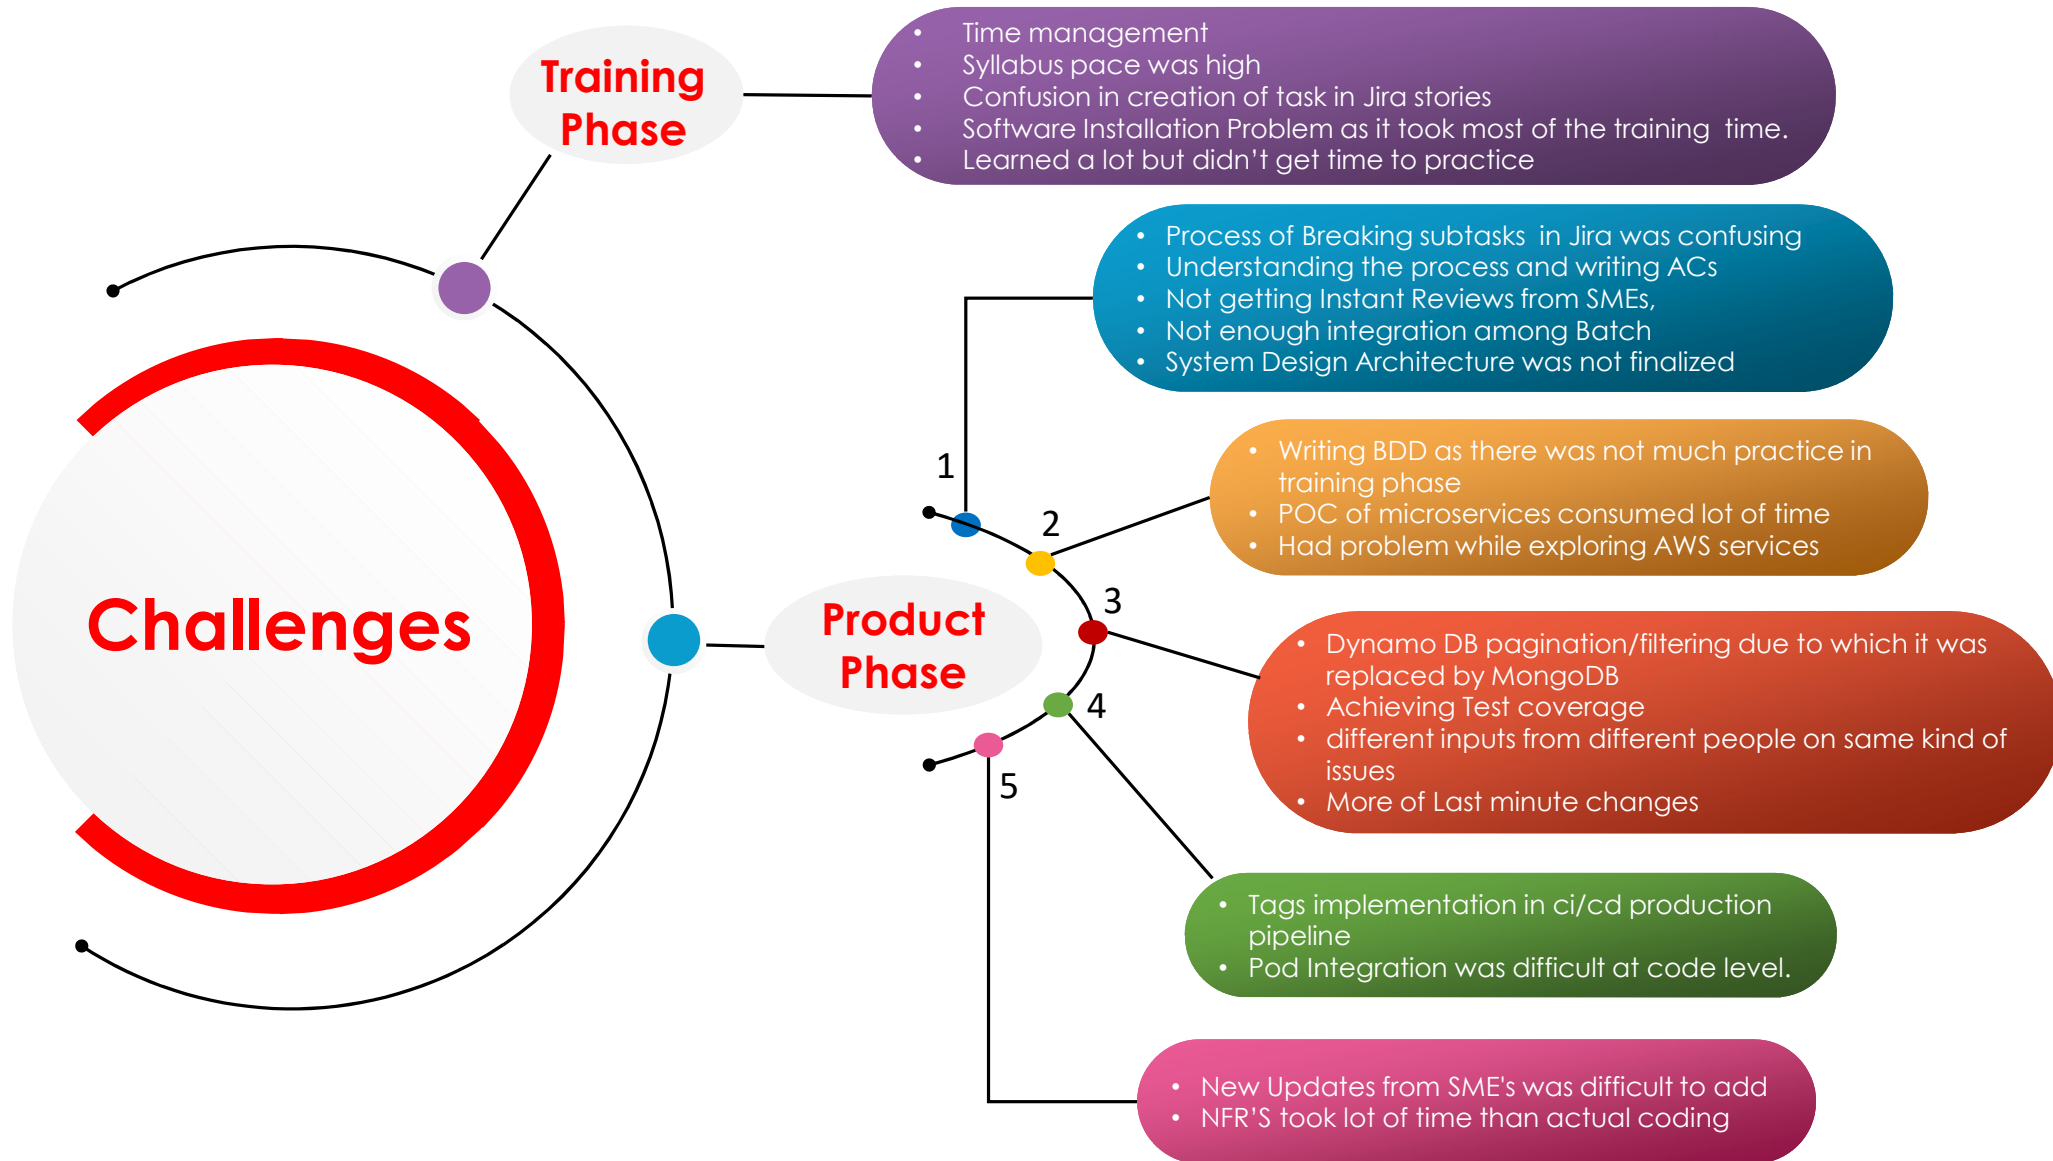 Challenges
Training
Phase
• Time management
• Syllabus pace was high
• Confusion in creation of task in Jira stories
• Software Installation Problem as it took most of the training  time.
• Learned a lot but didn’t get time to practice
Product
Phase
1
• Process of Breaking subtasks  in Jira was confusing
• Understanding the process and writing ACs
• Not getting Instant Reviews from SMEs,
• Not enough integration among Batch
• System Design Architecture was not finalized
2
• Writing BDD as there was not much practice in
training phase
• POC of microservices consumed lot of time
• Had problem while exploring AWS services
3
• Dynamo DB pagination/filtering due to which it was
replaced by MongoDB
• Achieving Test coverage
• different inputs from different people on same kind of
issues
• More of Last minute changes
4
• Tags implementation in ci/cd production
pipeline
• Pod Integration was difficult at code level.
5
• New Updates from SME's was difficult to add
• NFR’S took lot of time than actual coding